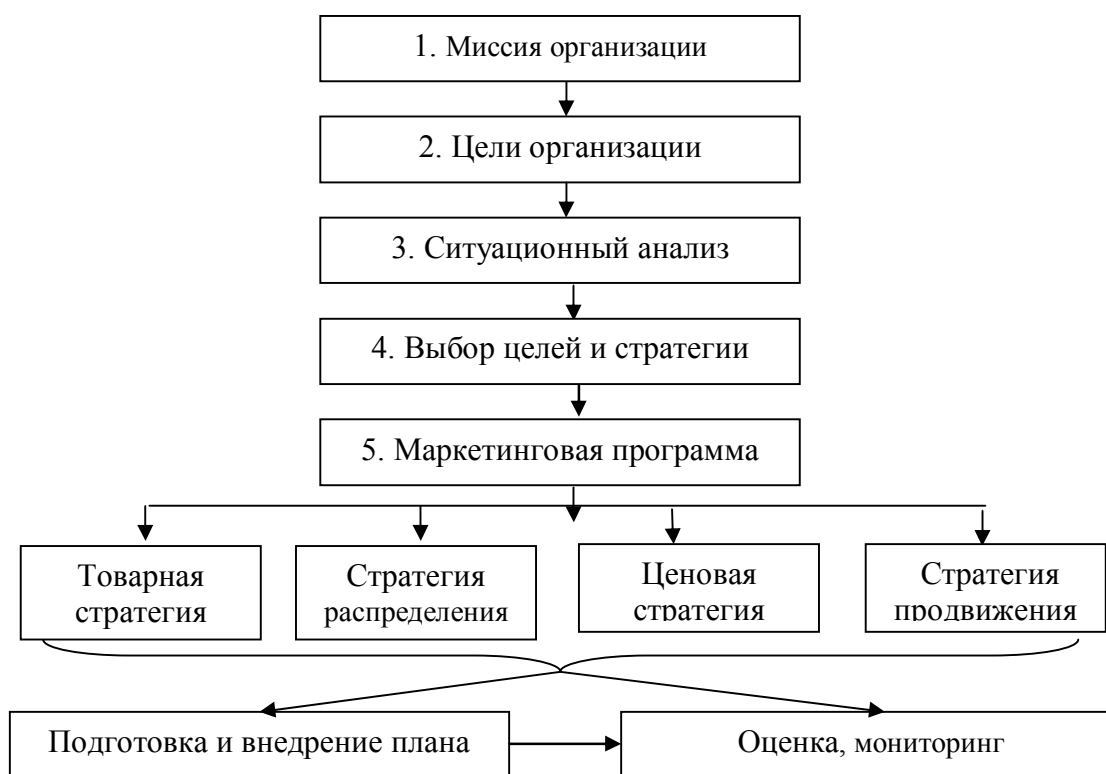 1. Миссия организации
2. Цели организации
3. Ситуационный анализ
4. Выбор целей и стратегии
5. Маркетинговая программа
Товарная
стратегия
Стратегия
распределения
Ценовая
стратегия
Стратегия
продвижения
Подготовка и внедрение плана
Оценка, мониторинг